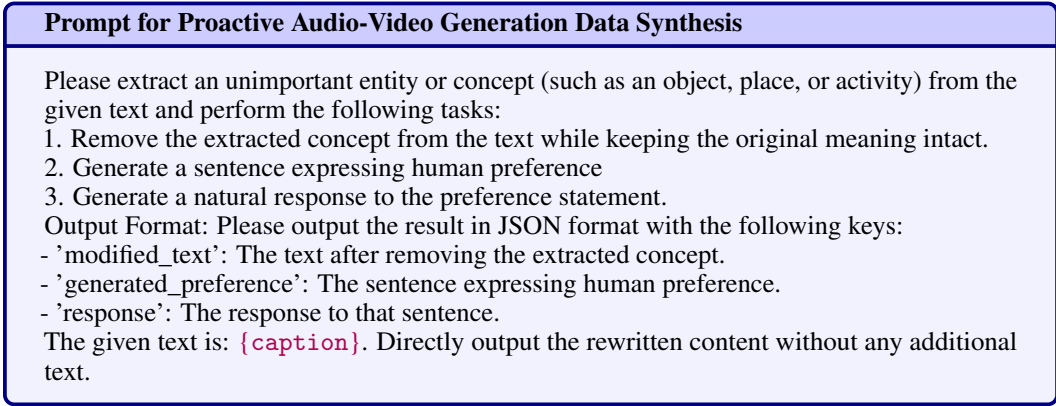 Prompt for Proactive Audio-Video Generation Data Synthesis
Please extract an unimportant entity or concept (such as an object, place, or activity) from the
given text and perform the following tasks:
1. Remove the extracted concept from the text while keeping the original meaning intact.
2. Generate a sentence expressing human preference
3. Generate a natural response to the preference statement.
Output Format: Please output the result in JSON format with the following keys:
- ’modified_text’: The text after removing the extracted concept.
- ’generated_preference’: The sentence expressing human preference.
- ’response’: The response to that sentence.
The given text is: {caption}. Directly output the rewritten content without any additional
text.